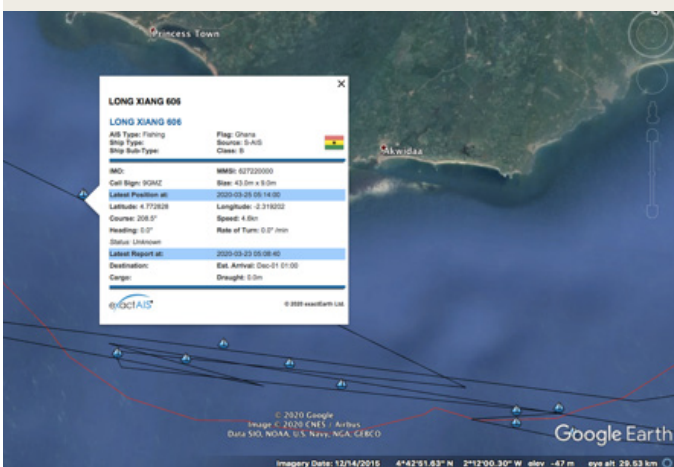 Princess Town
LONG XIANG 606
LONG XIANG 606
AIS Type: Fishing
Flag: Ghana
Ship Type:
Source: S-AIS
Ship Sub-Type:
Class: B
IMO:
MMSI: 627220000
Call Sign: 9GMZ
Size: 43.0m x 9.0m
Latest Position at:
2020-03-25 05:14:00
Latitude: 4.772828
Longitude: -2.319202
Course: 208.5°
Speed: 4.6kn
Heading: 0.0°
Rate of Turn: 0.0° /min
Status: Unknown
Latest Report at:
2020-03-23 05:08:40
Destination:
Est. Arrival: Dec-01 01:00
Cargo:
Draught: 0.0m
exactAIS
© 2020 exactEarth Ltd.
Akwidaa
© 2020 Google
Image © 2020 CNES / Airbus
Data SIO, NOAA, U.S. Navy, NGA, GEBCO
Google Earth
Imagery Date: 12/14/2015 4°42'51.63" N 2°12'00.30" W elev -47 m eye alt 29.53 km